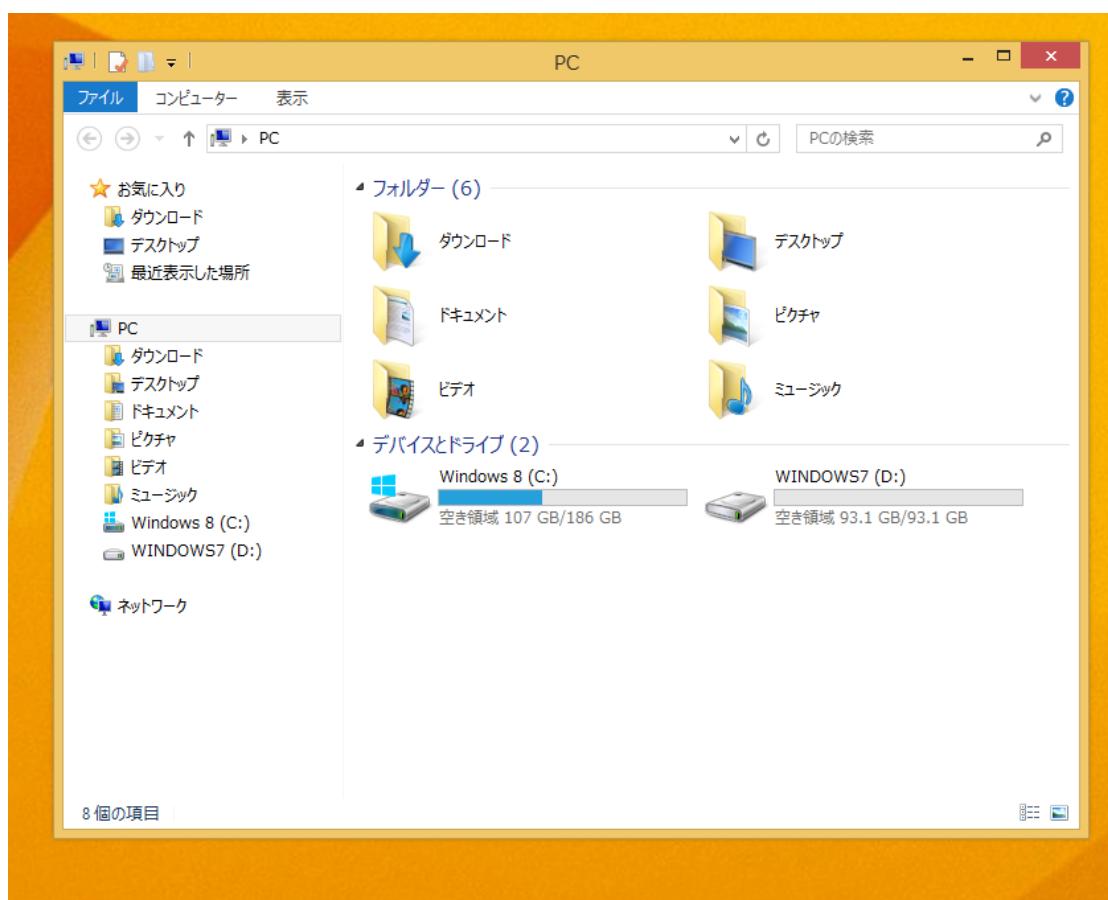 PC
ファイル コンピューター 表示
PC
PCの検索
お気に入り
ダウンロード
デスクトップ
最近表示した場所
PC
ダウンロード
デスクトップ
ドキュメント
ピクチャ
ビデオ
ミュージック
Windows 8 (C:)
WINDOWS7 (D:)
ネットワーク
フォルダー (6)
ダウンロード
デスクトップ
ドキュメント
ピクチャ
ビデオ
ミュージック
デバイスとドライブ (2)
Windows 8 (C:)
空き領域 107 GB/186 GB
WINDOWS7 (D:)
空き領域 93.1 GB/93.1 GB
8 個の項目